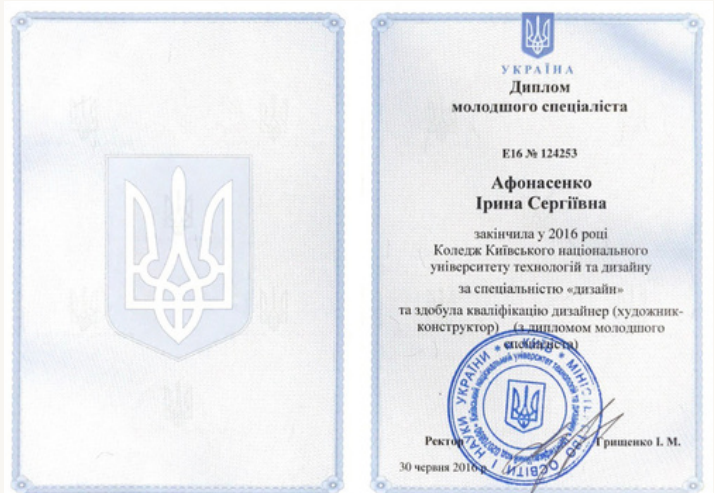 УКРАЇНА
Диплом
молодшого спеціаліста
Е16 № 124253
Афонасенко
Ірина Сергіївна
закінчила у 2016 році
Коледж Київського національного
університету технологій та дизайну
за спеціальністю «дизайн»
та здобула кваліфікацію дизайнер (художник-
конструктор) (з дипломом молодшого
спеціаліста)
Ректор Грищенко І. М.
30 червня 2016 р